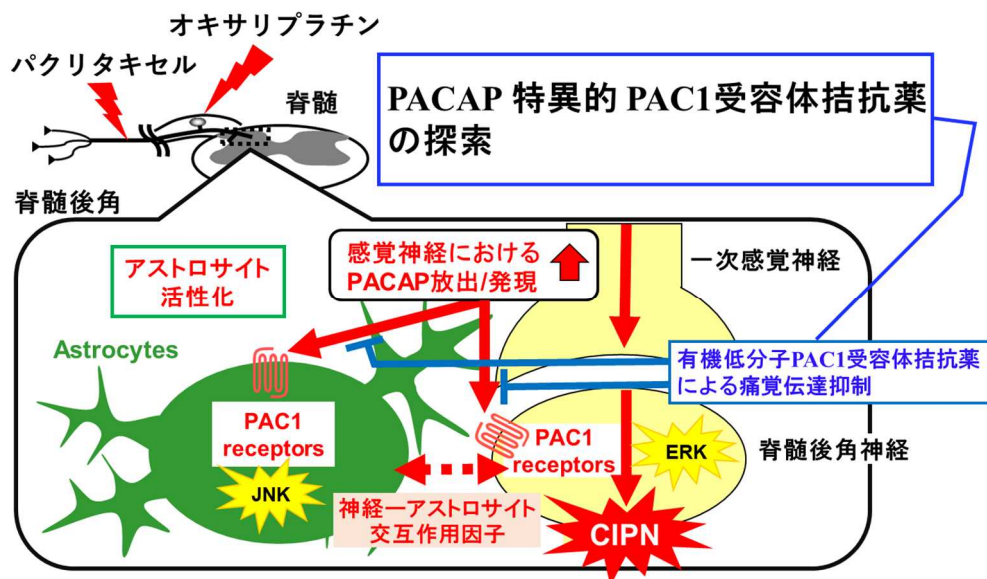 オキサリプラチン
パクリタキセル
脊髄
PACAP 特異的 PAC1受容体拮抗薬
の探索
脊髄後角
感覚神経における
PACAP放出/発現
一次感覚神経
アストロサイト
活性化
Astrocytes
有機低分子PAC1受容体拮抗薬
による痛覚伝達抑制
PAC1
receptors
PAC1
receptors
ERK
脊髄後角神経
JNK
神経ーアストロサイト
交互作用因子
CIPN